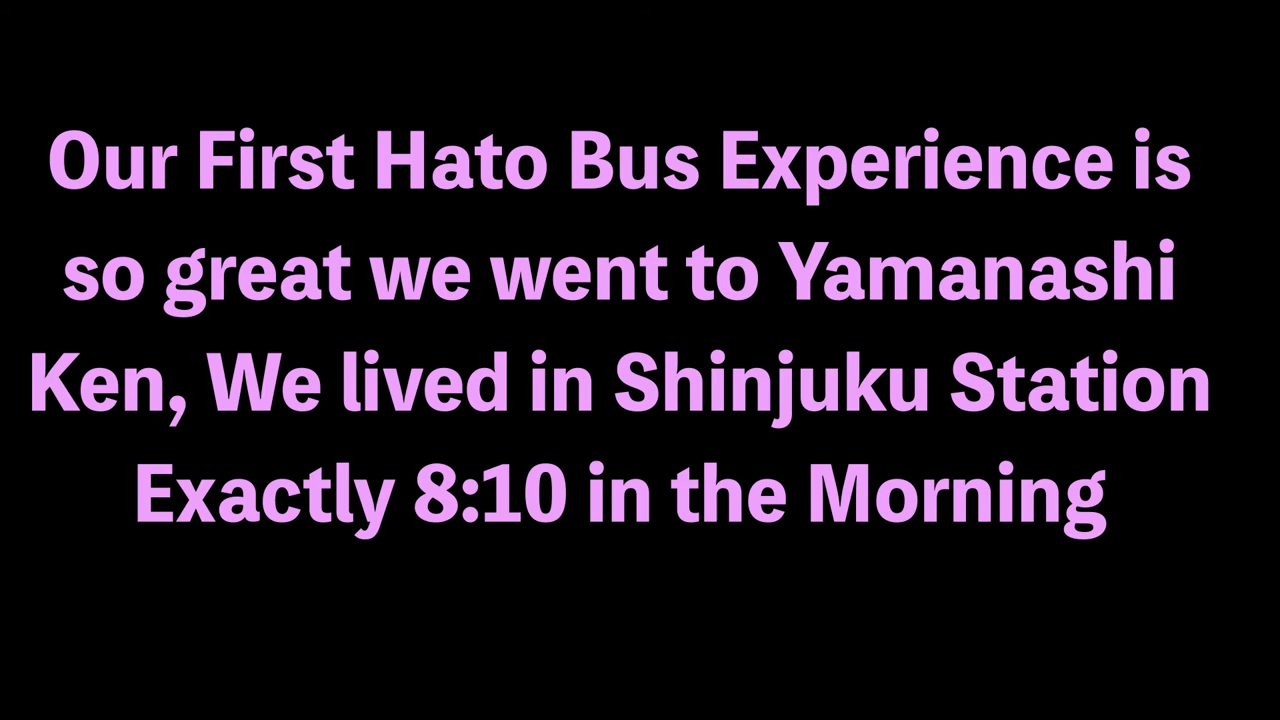 Our First Hato Bus Experience is
so great we went to Yamanashi
Ken, We lived in Shinjuku Station
Exactly 8:10 in the Morning